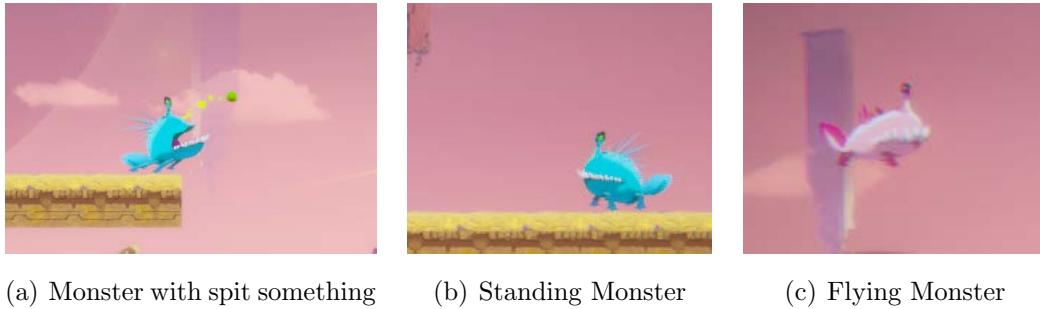 (a) Monster with spit something
(b) Standing Monster
(c) Flying Monster